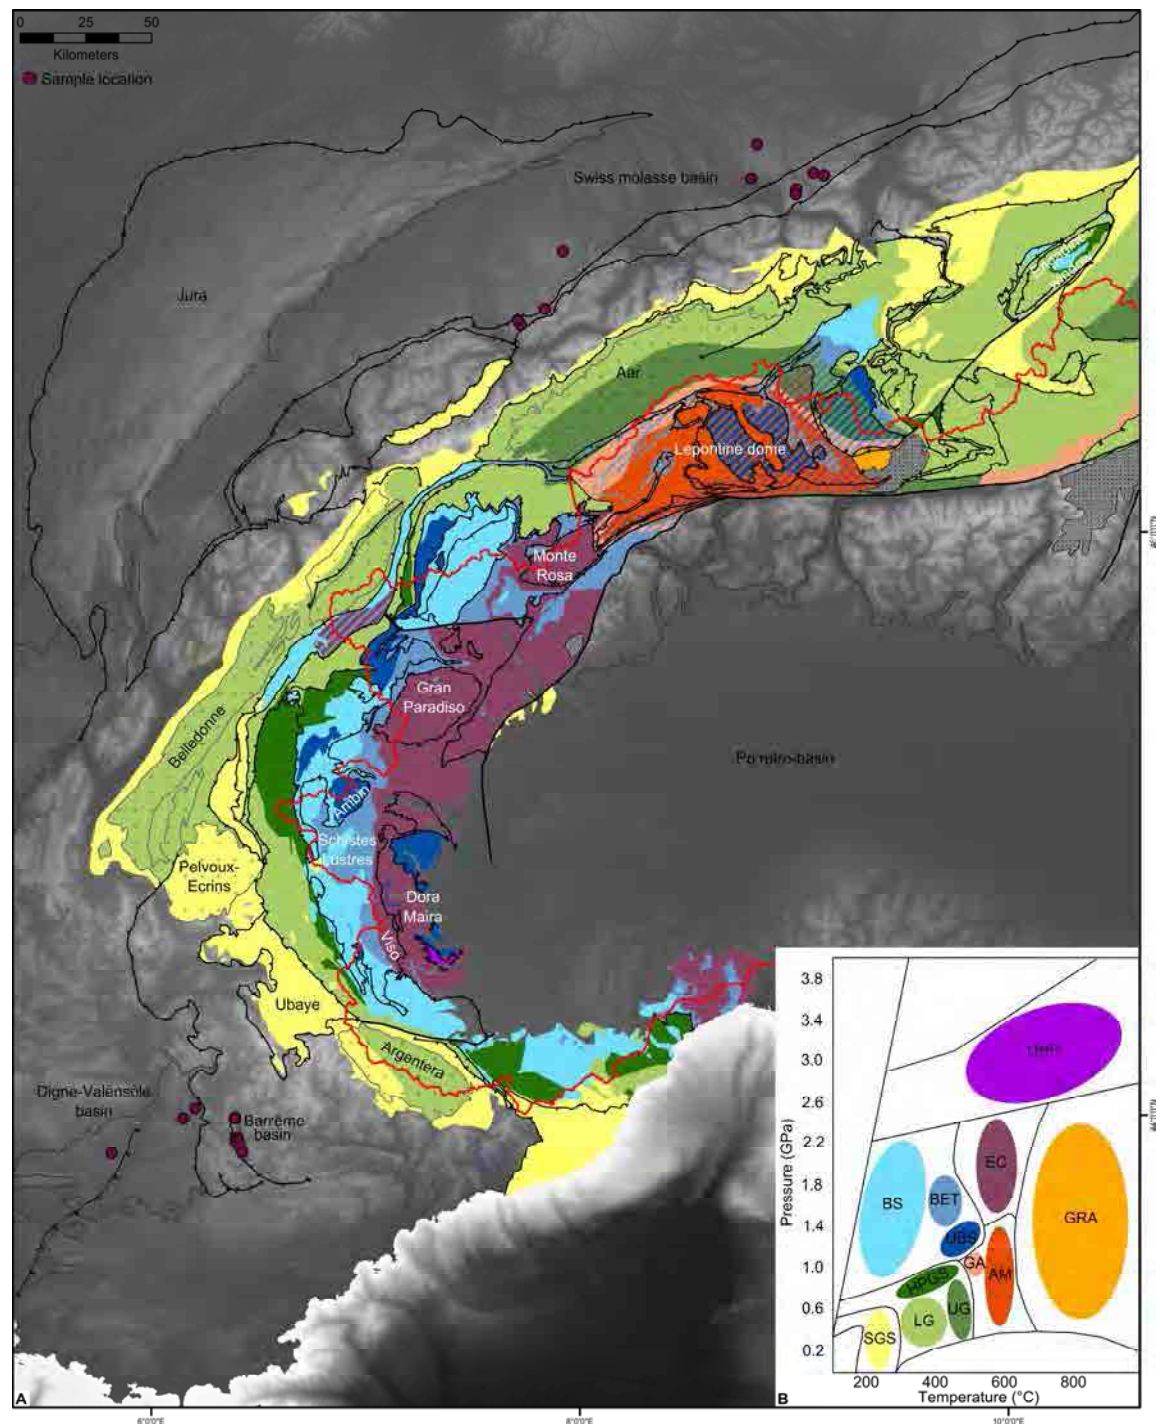 0 25 50
Kilometers
Sample location
Swiss molasse basin
Jura
Aar
Lepontine dome
Monte
Rosa
Gran
Paradiso
Belledonne
Ambin
Schistes
Lustres
Pelvoux-
Ecrins
Dora
Maira
Viso
Ubaye
Argentera
Digne-Valensole
basin
Barrême
basin
A
6°0'0"E
8°0'0"E
10°0'0"E
3.8
3.4
3.0
2.6
2.2
1.8
1.4
1.0
0.6
0.2
Pressure (GPa)
EC
BS
BET
GRA
UBS
GA
AM
HPGS
LG
UG
SGS
200 400 600 800
Temperature (°C)
B